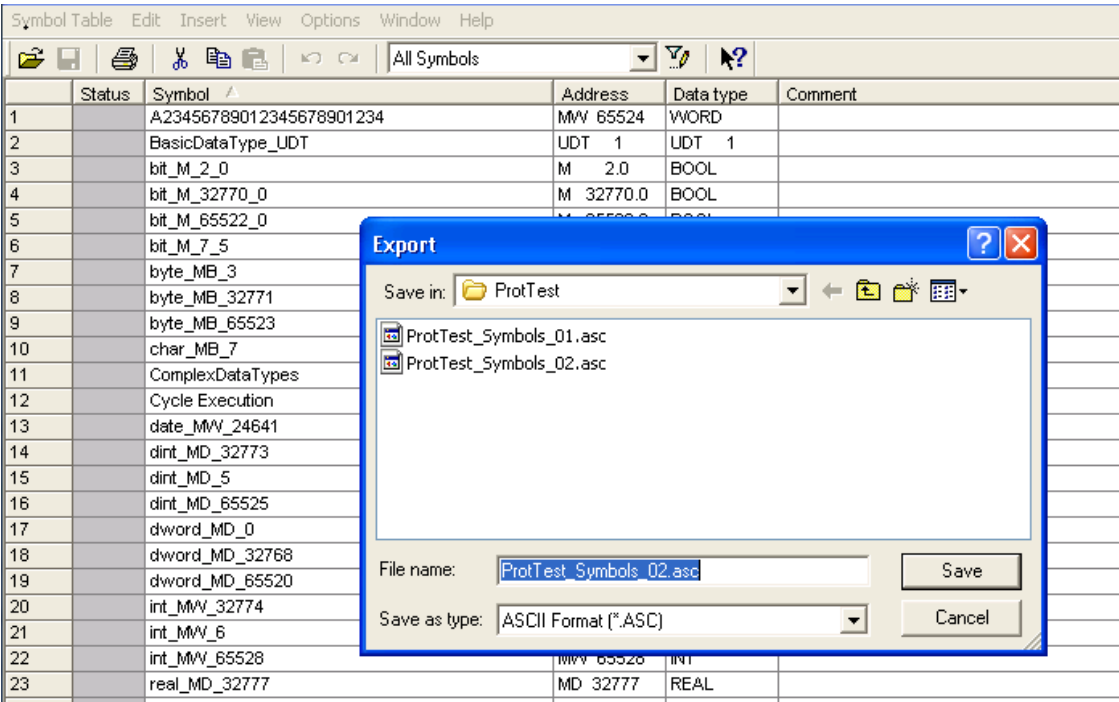 Symbol Table Edit Insert View Options Window Help
All Symbols
Status Symbol Address Data type Comment
1 A23456789012345678901234 MW 65524 WORD
2 BasicDataType_UDT UDT 1 UDT 1
3 bit_M_2_0 M 2.0 BOOL
4 bit_M_32770_0 M 32770.0 BOOL
5 bit_M_65522_0
6 bit_M_7_5
7 byte_MB_3
8 byte_MB_32771
9 byte_MB_65523
10 char_MB_7
11 ComplexDataTypes
12 Cycle Execution
13 date_MW_24641
14 dint_MD_32773
15 dint_MD_5
16 dint_MD_65525
17 dword_MD_0
18 dword_MD_32768
19 dword_MD_65520
20 int_MW_32774
21 int_MW_6
22 int_MW_65528 MW 65528 INT
23 real_MD_32777 MD 32777 REAL
Export
Save in: ProtTest
ProtTest_Symbols_01.asc
ProtTest_Symbols_02.asc
File name: ProtTest_Symbols_02.asc Save
Save as type: ASCII Format (*.ASC) Cancel